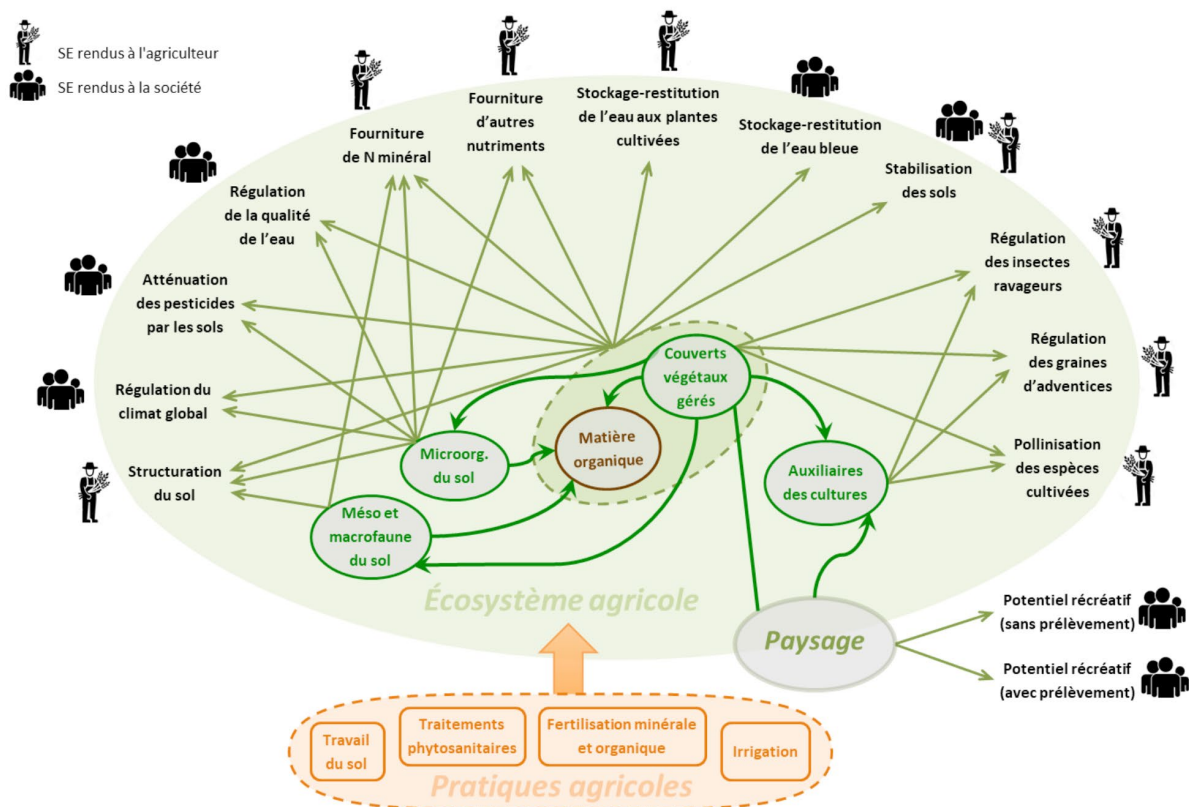 SE rendus à l'agriculteur
SE rendus à la société
Fourniture
de N minéral
Fourniture
d'autres
nutriments
Stockage-restitution
de l'eau aux plantes
cultivées
Stockage-restitution
de l'eau bleue
Stabilisation
des sols
Régulation
de la qualité
de l'eau
Régulation
des insectes
ravageurs
Atténuation
des pesticides
par les sols
Régulation
des graines
d'adventices
Régulation du
climat global
Pollinisation
des espèces
cultivées
Structuration
du sol
Couverts
végétaux
gérés
Matière
organique
Microorg.
du sol
Auxiliaires
des cultures
Méso et
macrofaune
du sol
Écosystème agricole
Paysage
Potentiel récréatif
(sans prélèvement)
Potentiel récréatif
(avec prélèvement)
Travail
du sol
Traitements
phytosanitaires
Fertilisation minérale
et organique
Irrigation
Pratiques agricoles